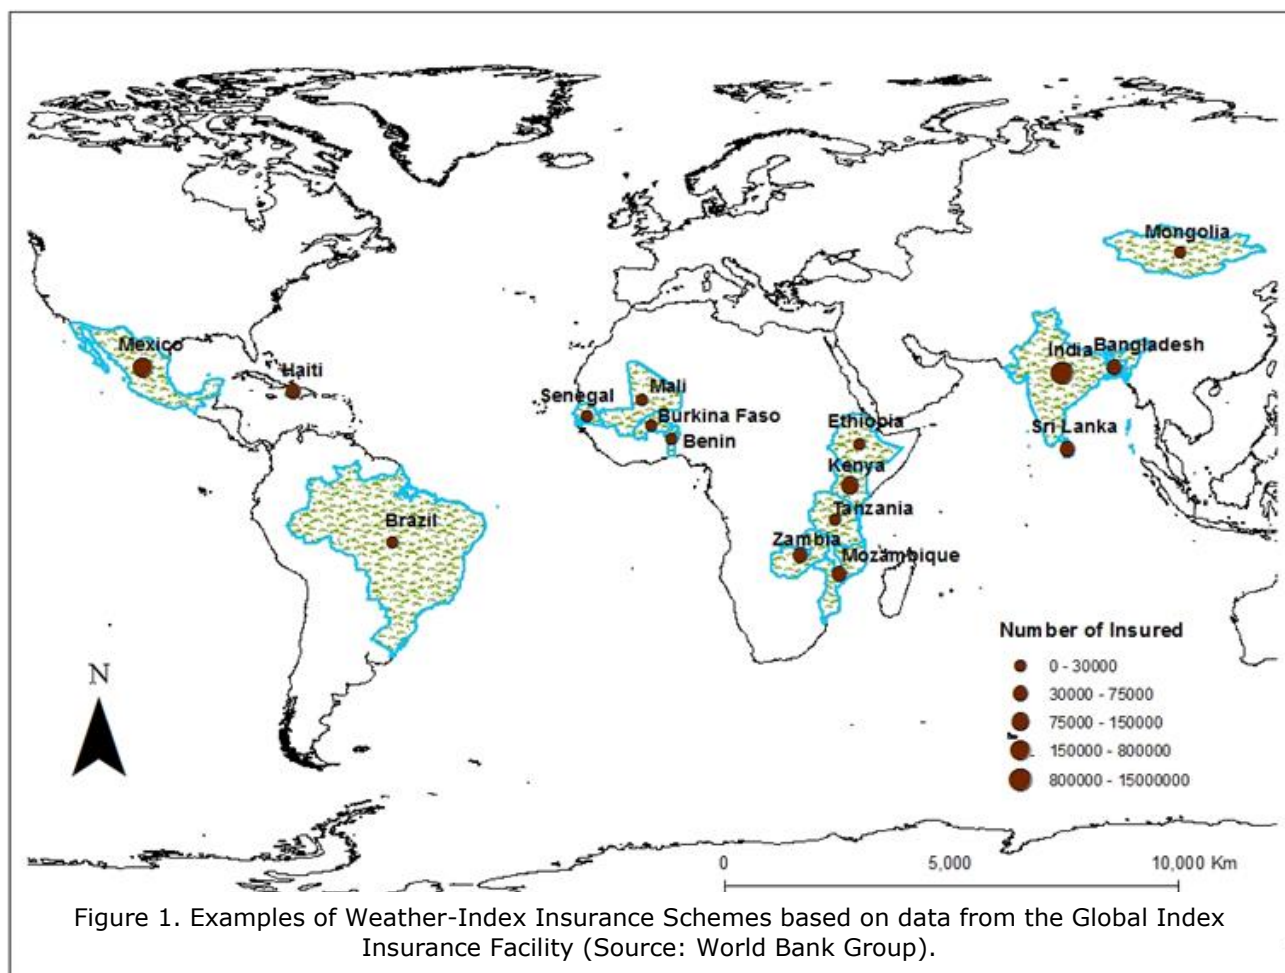 Mongolia
Mexico
Haiti
India
Bangladesh
Senegal
Mali
Burkina Faso
Benin
Ethiopia
Sri Lanka
Kenya
Brazil
Tanzania
Zambia
Mozambique
Number of Insured
0 - 30000
30000 - 75000
75000 - 150000
150000 - 800000
800000 - 15000000
N
0 5,000 10,000 Km
Figure 1. Examples of Weather-Index Insurance Schemes based on data from the Global Index
Insurance Facility (Source: World Bank Group).